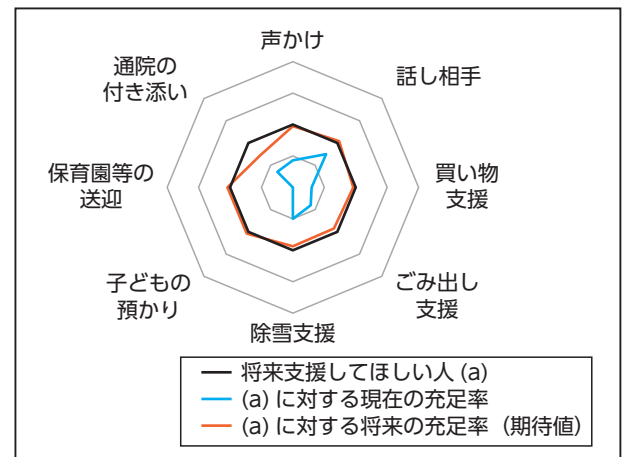 声かけ
話し相手
買い物
支援
ごみ出し
支援
除雪支援
子どもの
預かり
保育園等の
送迎
通院の
付き添い
将来支援してほしい人 (a)
(a) に対する現在の充足率
(a) に対する将来の充足率（期待値）